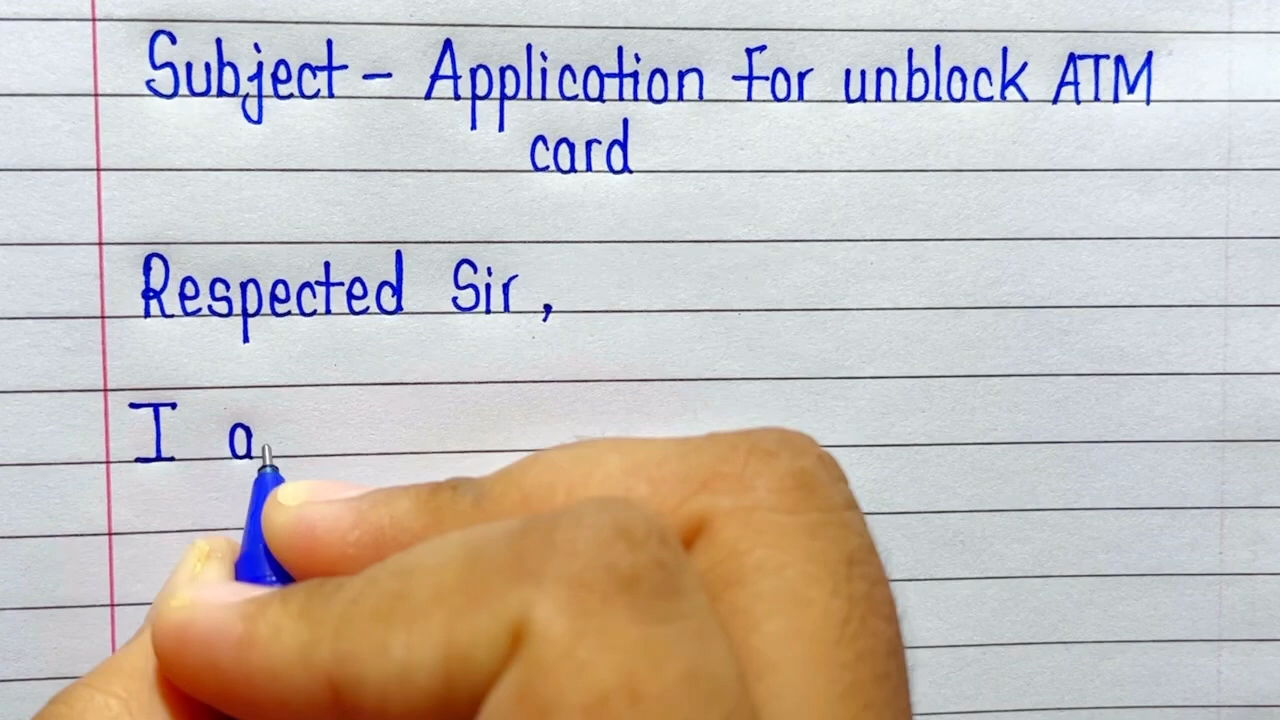 Subject - Application For unblock ATM
card
Respected Sir,
I a